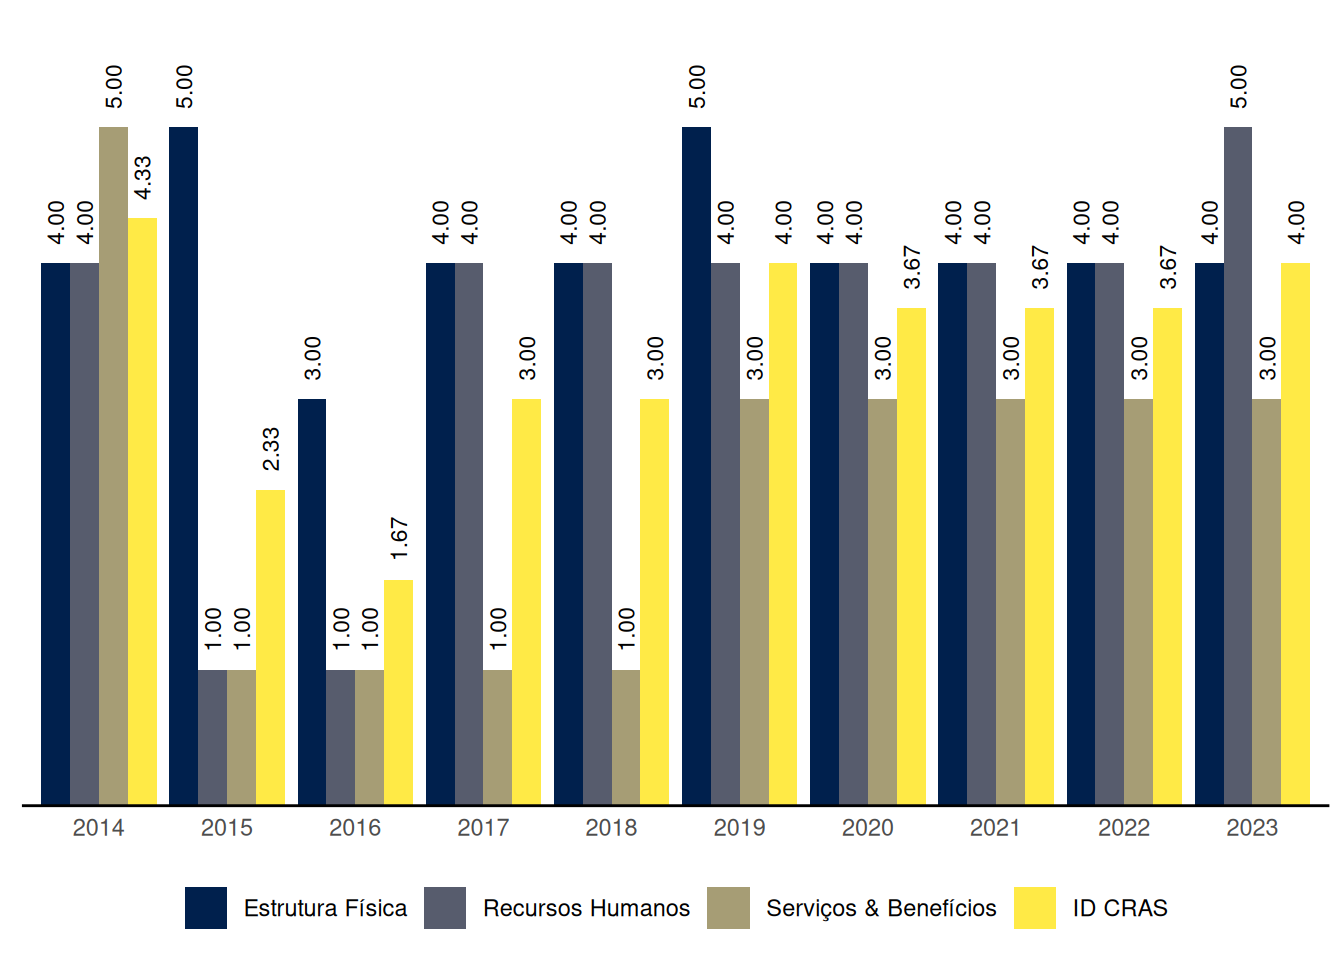 4.00 4.00 5.00 4.33
5.00 1.00 1.00 2.33
3.00 1.00 1.00 1.67
4.00 4.00 1.00 3.00
4.00 4.00 1.00 3.00
5.00 4.00 3.00 4.00
4.00 4.00 3.00 3.67
4.00 4.00 3.00 3.67
4.00 4.00 3.00 3.67
4.00 5.00 3.00 4.00
2014 2015 2016 2017 2018 2019 2020 2021 2022 2023
Estrutura Física Recursos Humanos Serviços & Benefícios ID CRAS